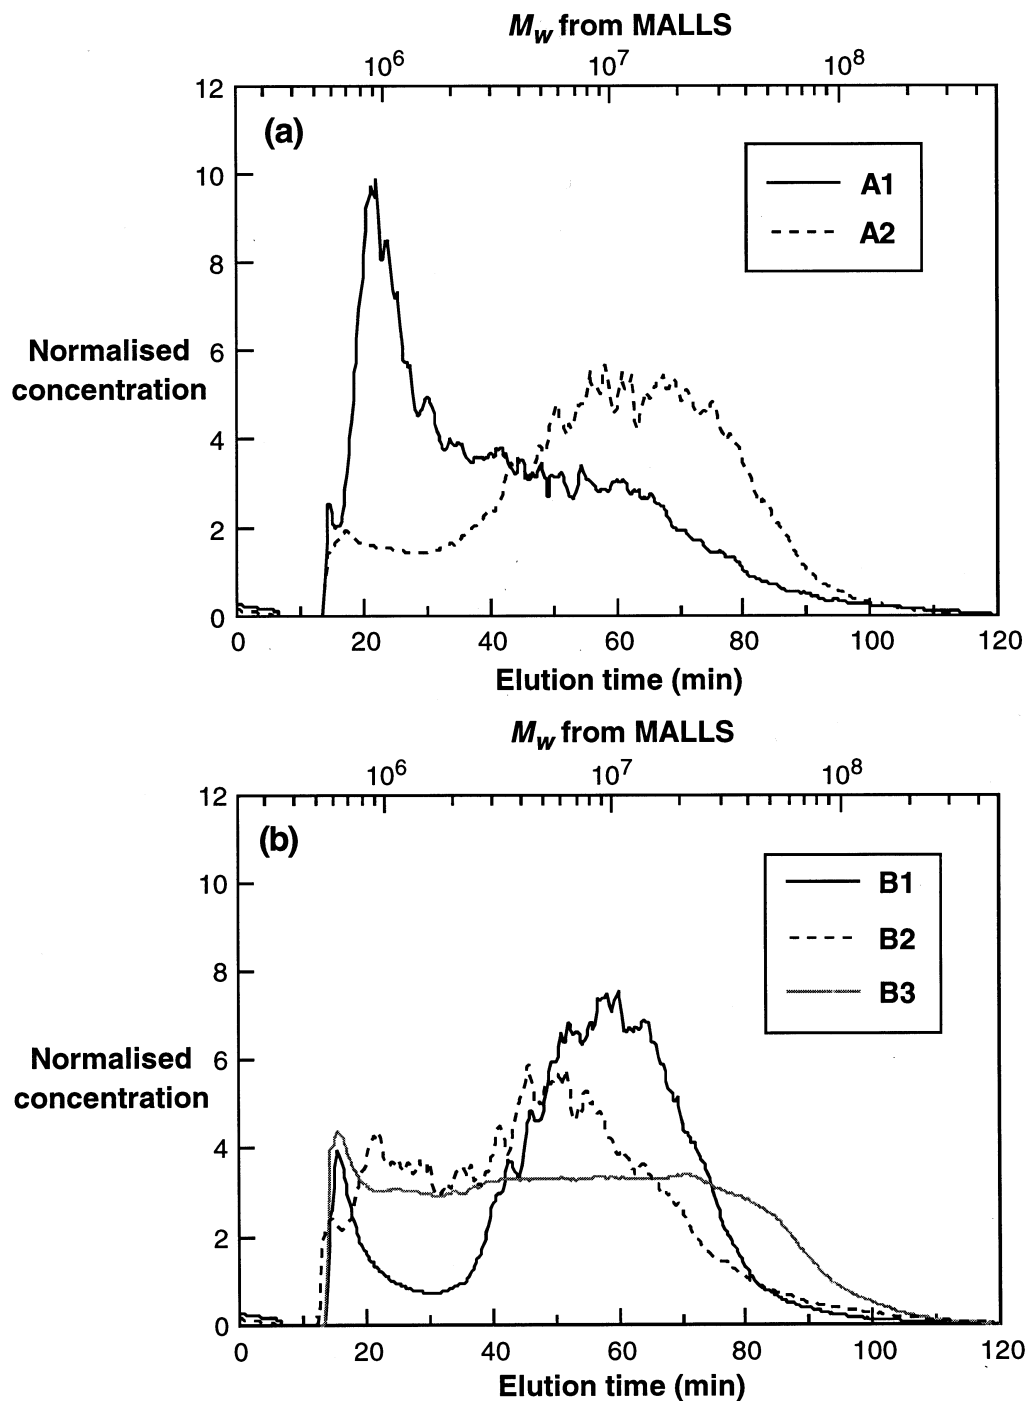 Mw from MALLS
10^6 10^7 10^8
12
(a)
A1
A2
10
8
Normalised
concentration
6
4
2
0
0 20 40 60 80 100 120
Elution time (min)
Mw from MALLS
10^6 10^7 10^8
12
(b)
B1
B2
B3
10
8
Normalised
concentration
6
4
2
0
0 20 40 60 80 100 120
Elution time (min)